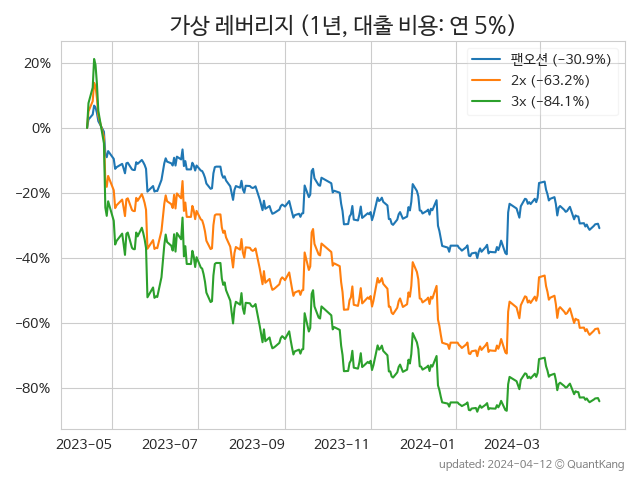 가상 레버리지 (1년, 대출 비용: 연 5%)
팬오션 (−30.9%)
2x (−63.2%)
3x (−84.1%)
20%
0%
−20%
−40%
−60%
−80%
2023-05 2023-07 2023-09 2023-11 2024-01 2024-03
updated: 2024-04-12 © QuantKang